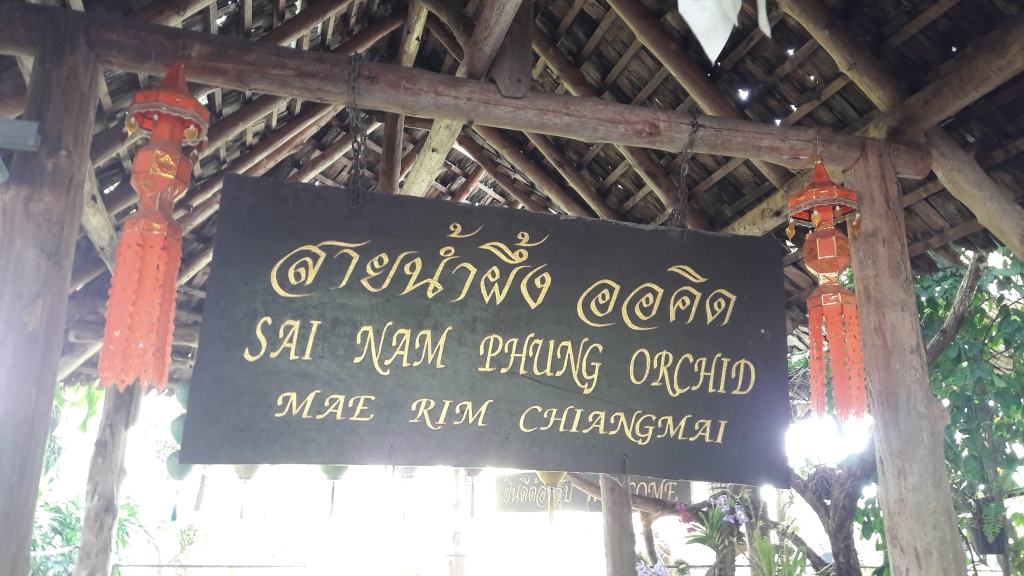 สายน้ำผึ้ง ออคิด
SAI NAM PHUNG ORCHID
MAE RIM CHIANGMAI